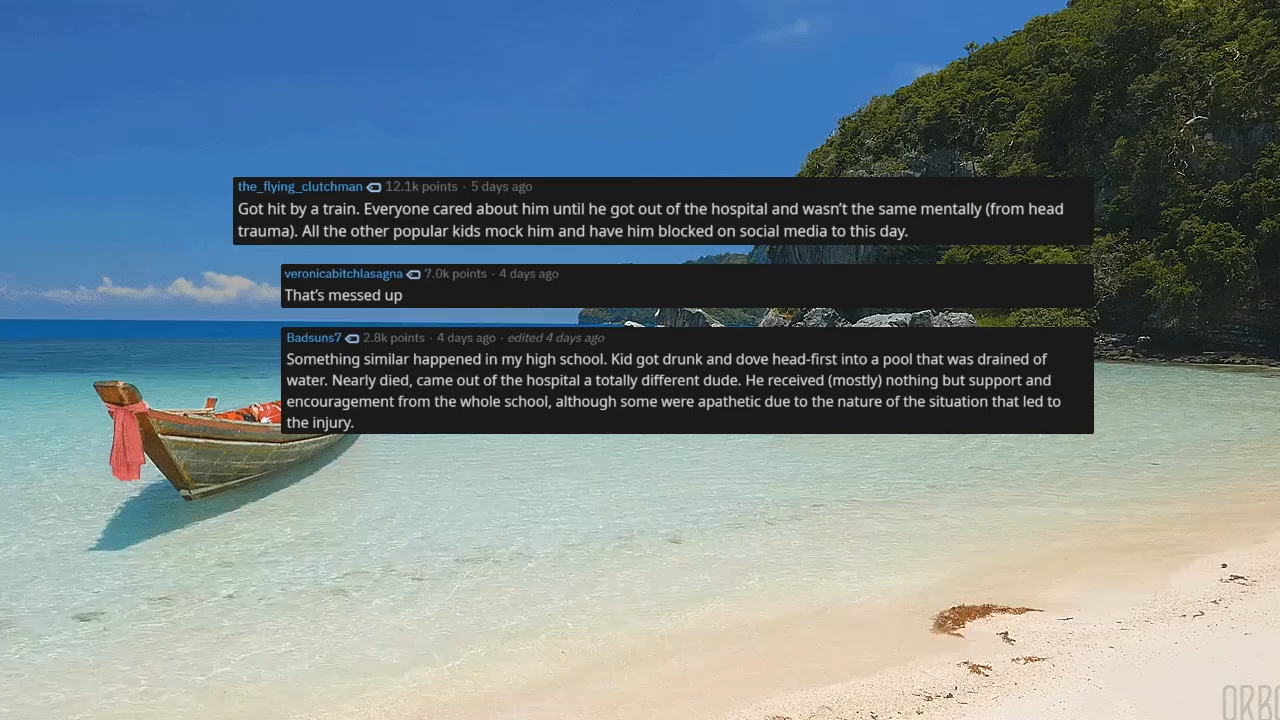 the_flying_clutchman 12.1k points · 5 days ago
Got hit by a train. Everyone cared about him until he got out of the hospital and wasn’t the same mentally (from head
trauma). All the other popular kids mock him and have him blocked on social media to this day.
veronicabitchlasagna 7.0k points · 4 days ago
That’s messed up
Badsuns7 2.8k points · 4 days ago · edited 4 days ago
Something similar happened in my high school. Kid got drunk and dove head-first into a pool that was drained of
water. Nearly died, came out of the hospital a totally different dude. He received (mostly) nothing but support and
encouragement from the whole school, although some were apathetic due to the nature of the situation that led to
the injury.